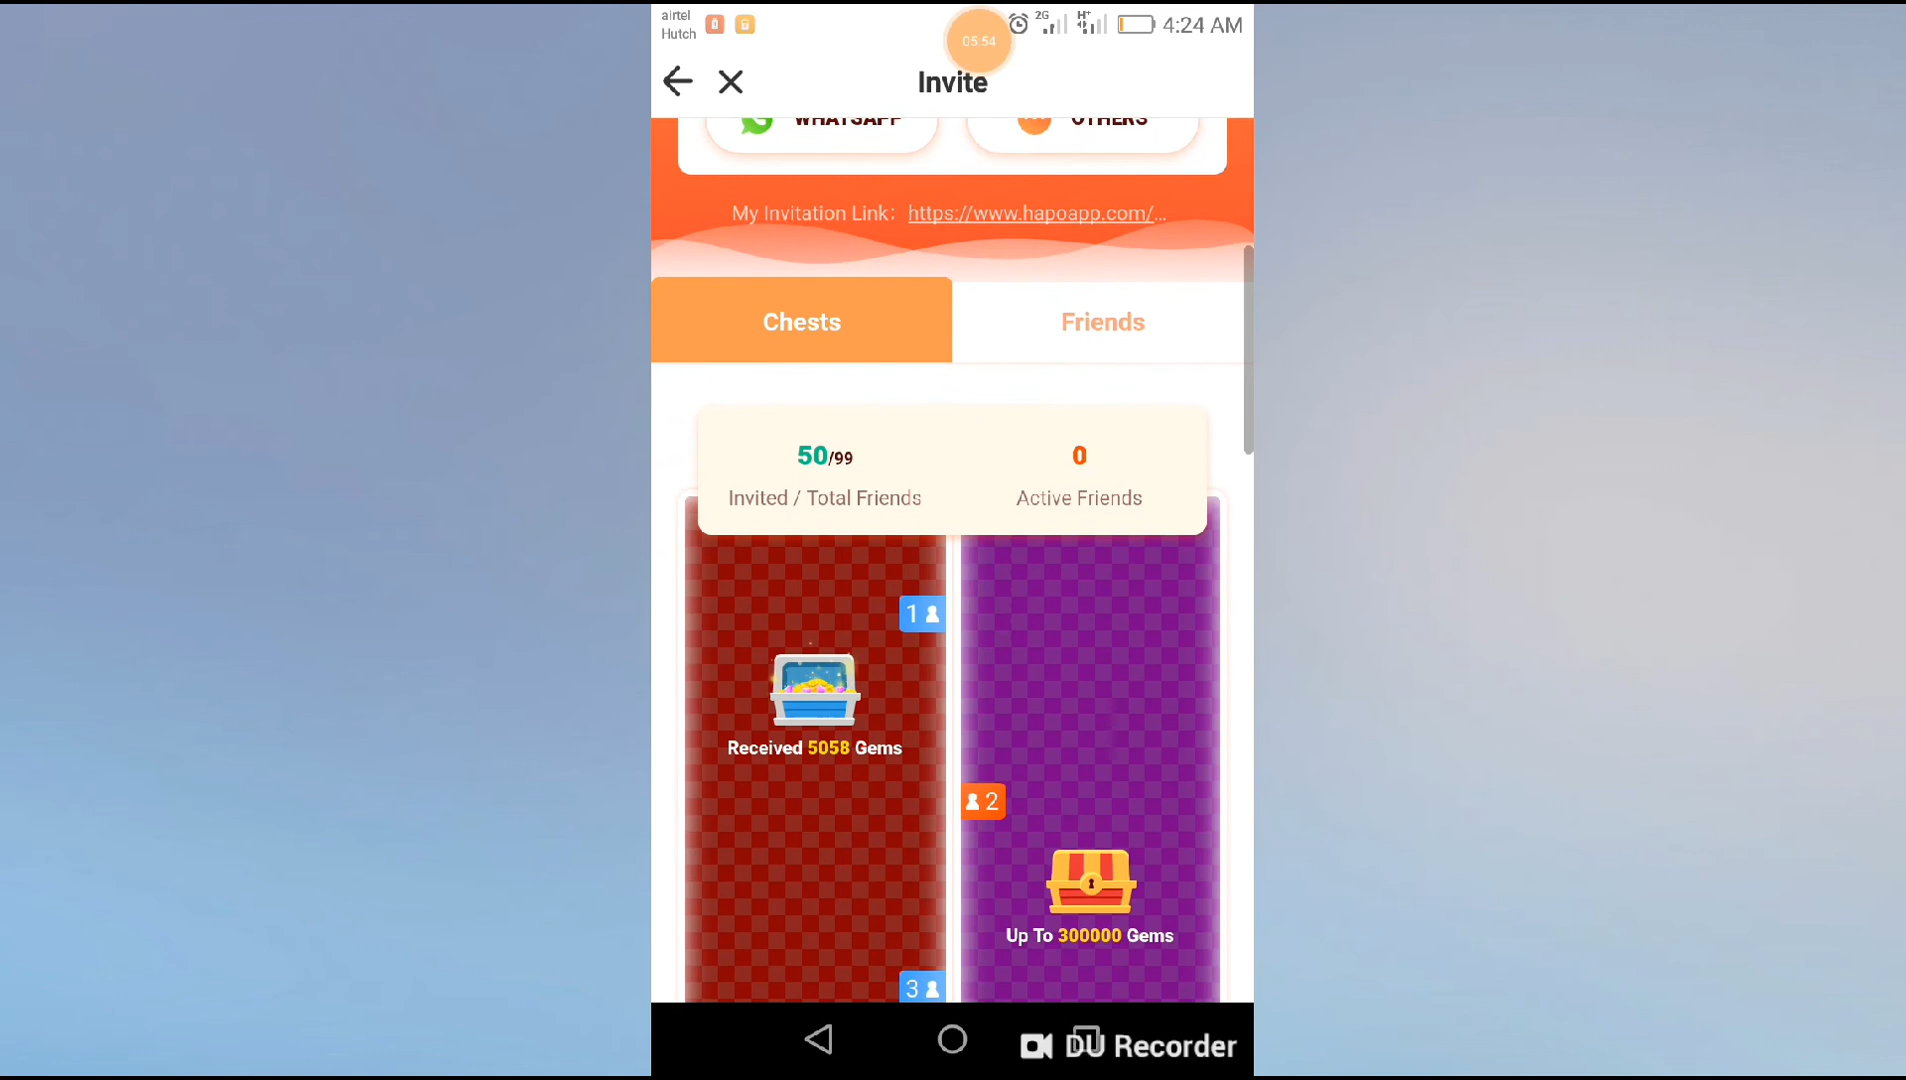 airtel
Hutch
05:54
2G
H+
4:24 AM
Invite
WHATSAPP
OTHERS
My Invitation Link: https://www.hapoapp.com/...
Chests
Friends
50/99
0
Invited / Total Friends
Active Friends
1
Received 5058 Gems
2
Up To 300000 Gems
3
DU Recorder